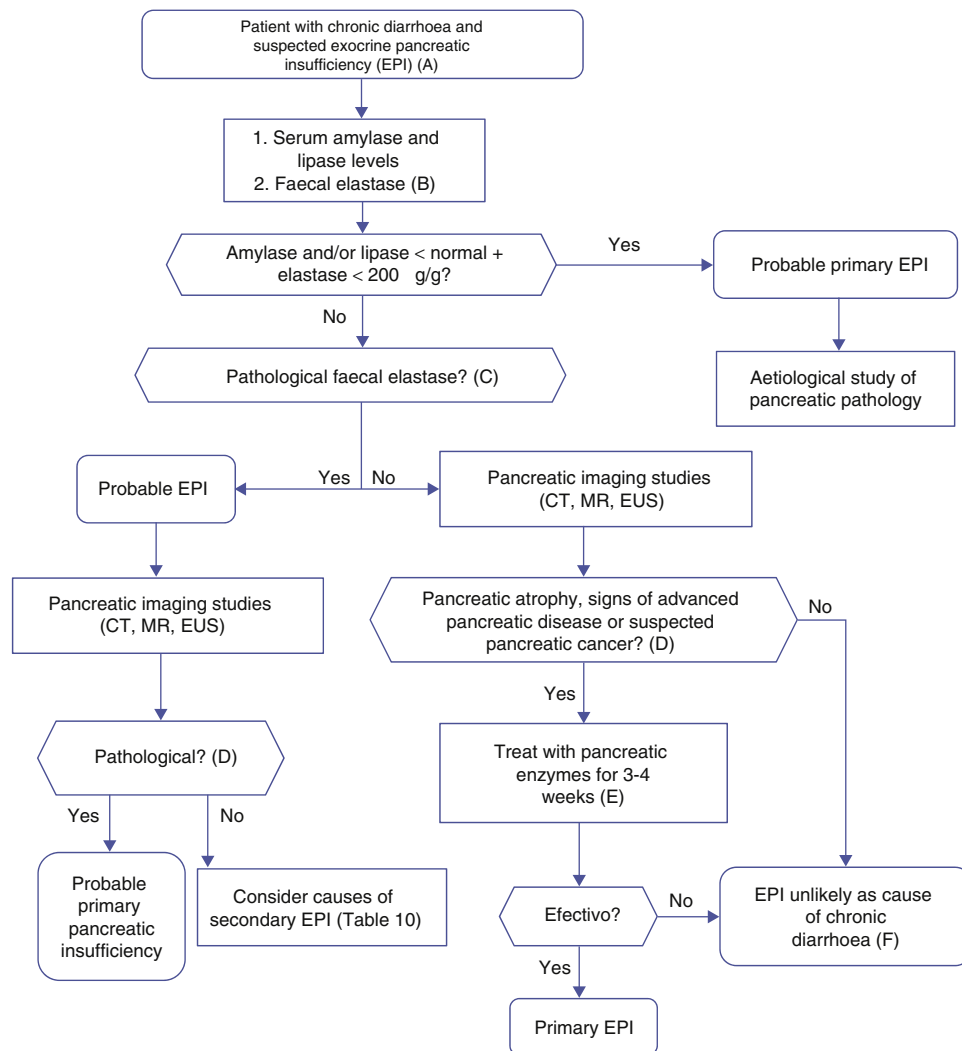 Patient with chronic diarrhoea and
suspected exocrine pancreatic
insufficiency (EPI) (A)
1. Serum amylase and
lipase levels
2. Faecal elastase (B)
Amylase and/or lipase < normal +
elastase < 200 g/g?
Yes
Probable primary EPI
No
Aetiological study of
pancreatic pathology
Pathological faecal elastase? (C)
Yes
No
Probable EPI
Pancreatic imaging studies
(CT, MR, EUS)
Pancreatic imaging studies
(CT, MR, EUS)
Pancreatic atrophy, signs of advanced
pancreatic disease or suspected
pancreatic cancer? (D)
No
Yes
Pathological? (D)
Treat with pancreatic
enzymes for 3-4
weeks (E)
Yes
No
Probable
primary
pancreatic
insufficiency
Consider causes of
secondary EPI (Table 10)
Efectivo?
No
EPI unlikely as cause
of chronic
diarrhoea (F)
Yes
Primary EPI